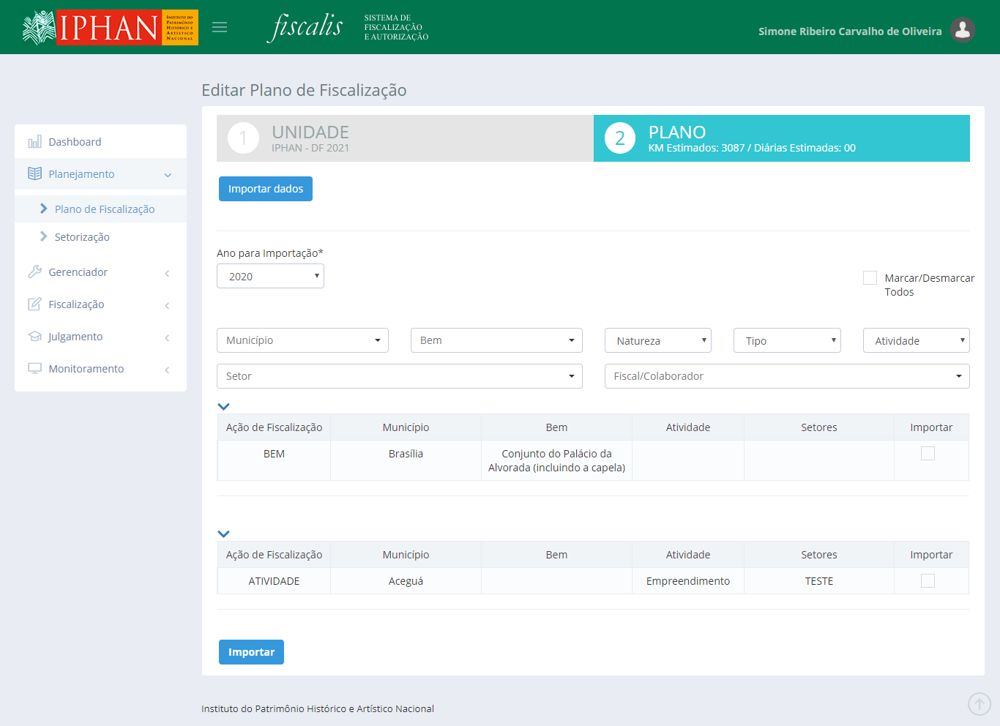 IPHAN
INSTITUTO DO
PATRIMÔNIO
HISTÓRICO E
ARTÍSTICO
NACIONAL
fiscalis
SISTEMA DE
FISCALIZAÇÃO
E AUTORIZAÇÃO
Simone Ribeiro Carvalho de Oliveira
Editar Plano de Fiscalização
Dashboard
Planejamento
Plano de Fiscalização
Setorização
Gerenciador
Fiscalização
Julgamento
Monitoramento
1 UNIDADE
IPHAN - DF 2021
2 PLANO
KM Estimados: 3087 / Diárias Estimadas: 00
Importar dados
Ano para Importação*
2020
Marcar/Desmarcar
Todos
Município Bem Natureza Tipo Atividade
Setor Fiscal/Colaborador
Ação de Fiscalização Município Bem Atividade Setores Importar
BEM Brasília Conjunto do Palácio da
Alvorada (incluindo a capela)
Ação de Fiscalização Município Bem Atividade Setores Importar
ATIVIDADE Aceguá Empreendimento TESTE
Importar
Instituto do Patrimônio Histórico e Artístico Nacional